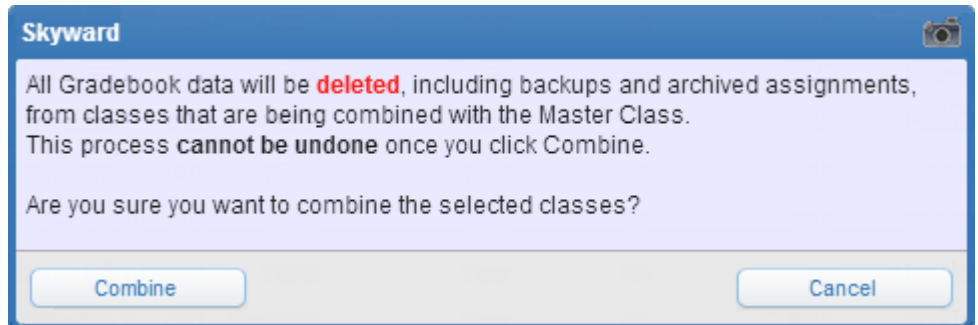 Skyward
All Gradebook data will be deleted, including backups and archived assignments,
from classes that are being combined with the Master Class.
This process cannot be undone once you click Combine.
Are you sure you want to combine the selected classes?
Combine
Cancel